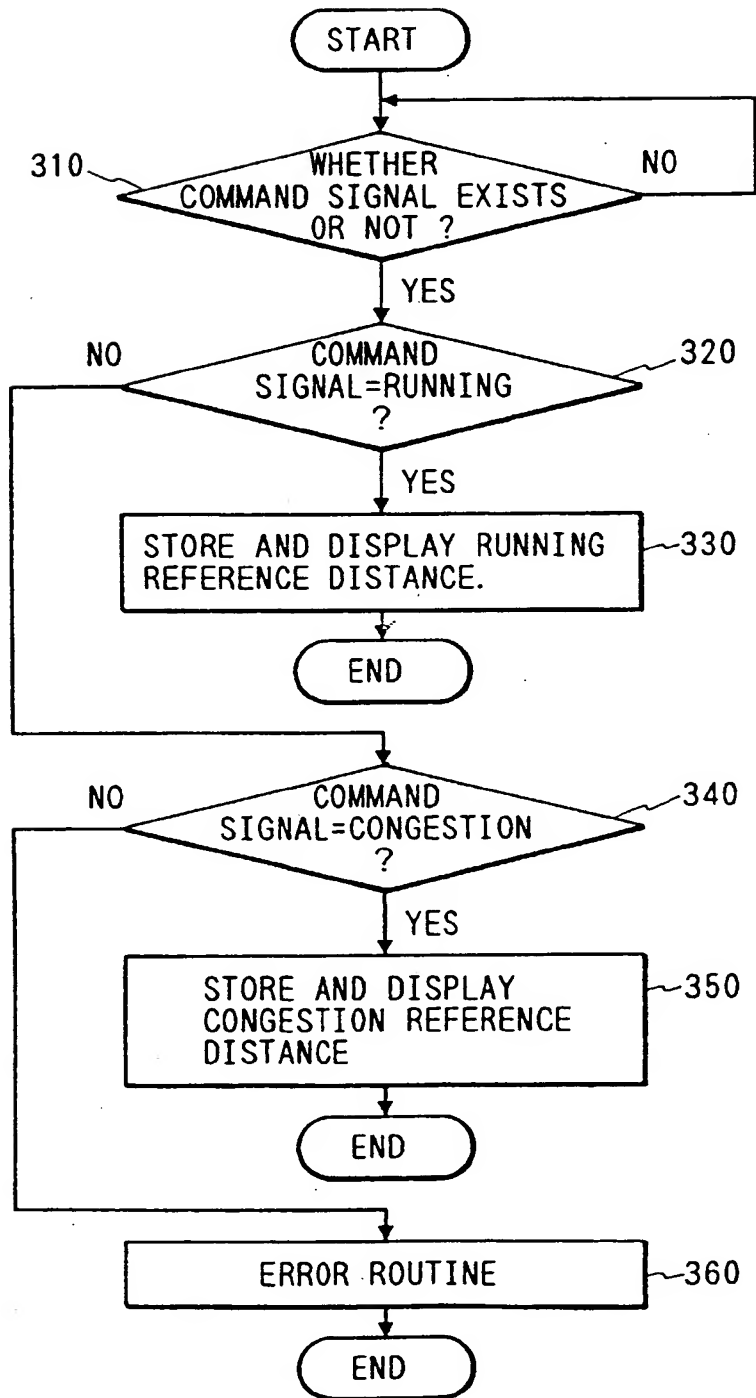 START
310
WHETHER
COMMAND SIGNAL EXISTS
OR NOT ?
NO
YES
NO
COMMAND
SIGNAL=RUNNING
?
320
YES
STORE AND DISPLAY RUNNING
REFERENCE DISTANCE.
330
END
NO
COMMAND
SIGNAL=CONGESTION
?
340
YES
STORE AND DISPLAY
CONGESTION REFERENCE
DISTANCE
350
END
ERROR ROUTINE
360
END